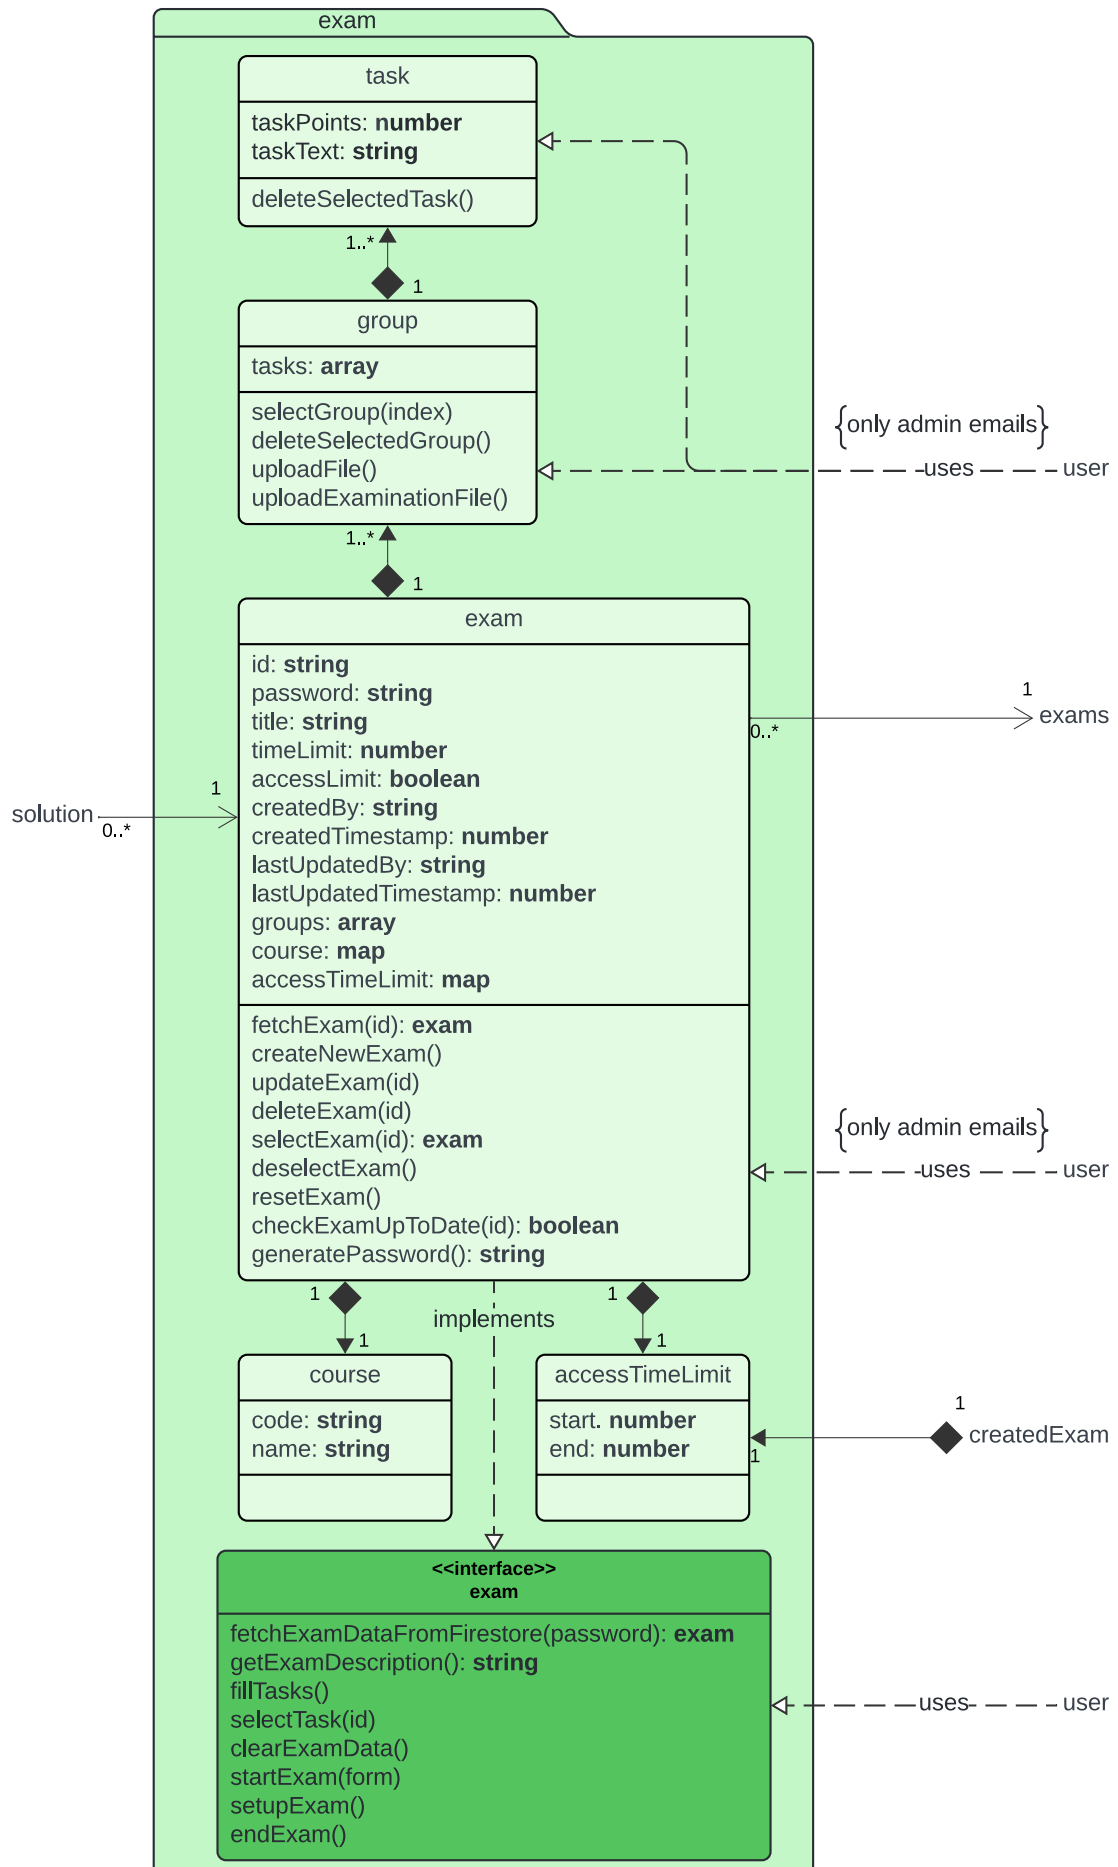 exam
task
taskPoints: number
taskText: string
deleteSelectedTask()
1..*
1
group
tasks: array
selectGroup(index)
deleteSelectedGroup()
uploadFile()
uploadExaminationFile()
{only admin emails}
uses
user
1..*
1
exam
id: string
password: string
title: string
timeLimit: number
accessLimit: boolean
createdBy: string
createdTimestamp: number
lastUpdatedBy: string
lastUpdatedTimestamp: number
groups: array
course: map
accessTimeLimit: map
1
exams
0..*
1
solution
0..*
fetchExam(id): exam
createNewExam()
updateExam(id)
deleteExam(id)
selectExam(id): exam
deselectExam()
resetExam()
checkExamUpToDate(id): boolean
generatePassword(): string
{only admin emails}
uses
user
1
implements
1
1
1
course
code: string
name: string
accessTimeLimit
start. number
end: number
1
createdExam
1
<<interface>>
exam
fetchExamDataFromFirestore(password): exam
getExamDescription(): string
fillTasks()
selectTask(id)
clearExamData()
startExam(form)
setupExam()
endExam()
uses
user